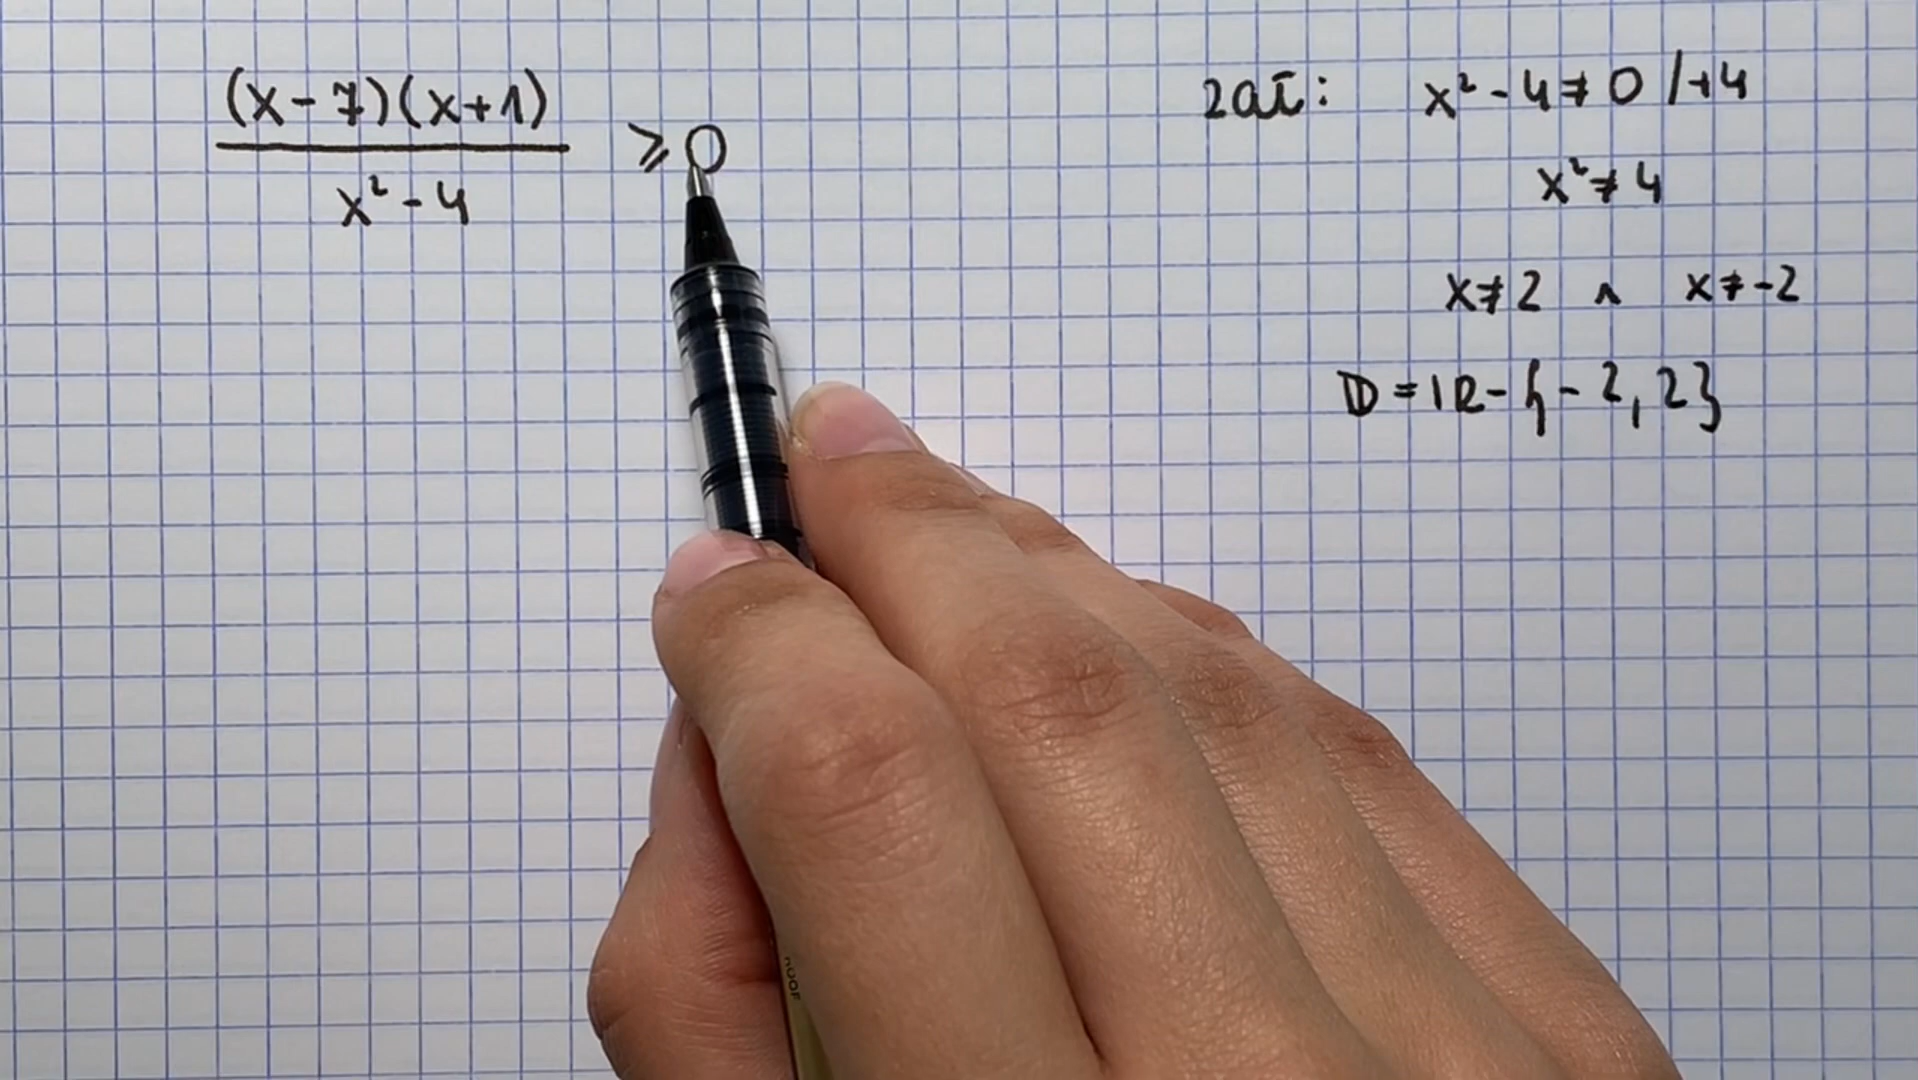 (x-7)(x+1)
x² - 4
≥ 0
zał: x² - 4 ≠ 0 /+4
x² ≠ 4
x ≠ 2 ∧ x ≠ -2
D = ℝ - {-2, 2}